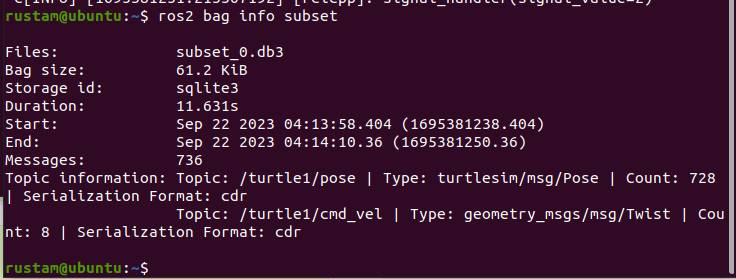 rustam@ubuntu:~$ ros2 bag info subset
Files:             subset_0.db3
Bag size:          61.2 KiB
Storage id:        sqlite3
Duration:          11.631s
Start:             Sep 22 2023 04:13:58.404 (1695381238.404)
End:               Sep 22 2023 04:14:10.36 (1695381250.36)
Messages:          736
Topic information: Topic: /turtle1/pose | Type: turtlesim/msg/Pose | Count: 728
| Serialization Format: cdr
                   Topic: /turtle1/cmd_vel | Type: geometry_msgs/msg/Twist | Cou
nt: 8 | Serialization Format: cdr
rustam@ubuntu:~$